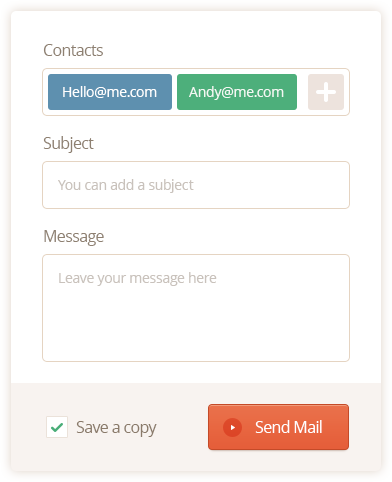 Contacts
Hello@me.com Andy@me.com
Subject
You can add a subject
Message
Leave your message here
Save a copy Send Mail